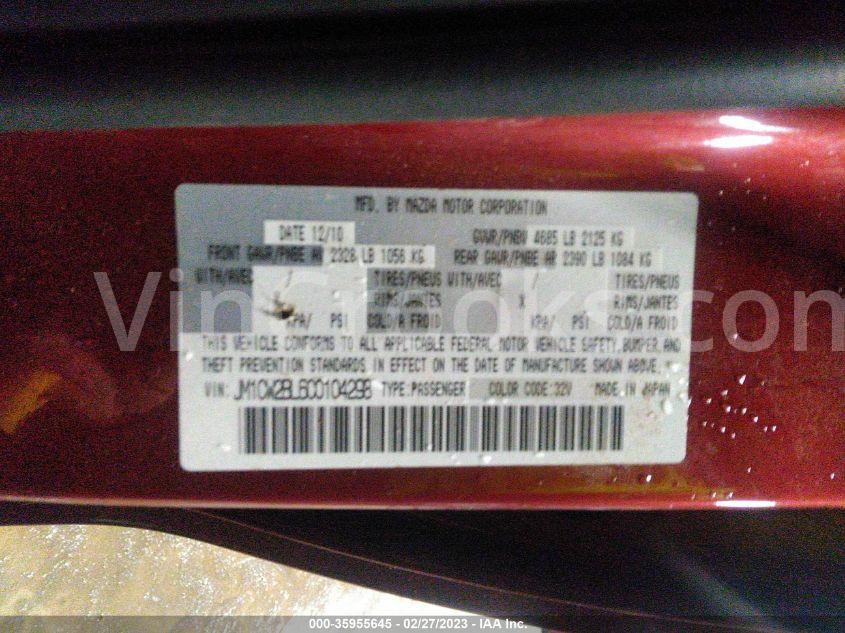 MFD. BY MAZDA MOTOR CORPORATION
DATE 12/10 GVWR/PNBV 4685 LB 2125 KG
FRONT GAWR/PNBE AV 2328 LB 1056 KG REAR GAWR/PNBE AR 2390 LB 1084 KG
WITH/AVEC / TIRES/PNEUS WITH/AVEC / TIRES/PNEUS
RIMS/JANTES X RIMS/JANTES
KPA/ PSI COLD/A FROID KPA/ PSI COLD/A FROID
THIS VEHICLE CONFORMS TO ALL APPLICABLE FEDERAL MOTOR VEHICLE SAFETY, BUMPER, AND
THEFT PREVENTION STANDARDS IN EFFECT ON THE DATE OF MANUFACTURE SHOWN ABOVE.
VIN: JM1CW2BL6C0104298 TYPE: PASSENGER COLOR CODE: 32V MADE IN JAPAN
000-35955645 - 02/27/2023 - © IAA Inc.